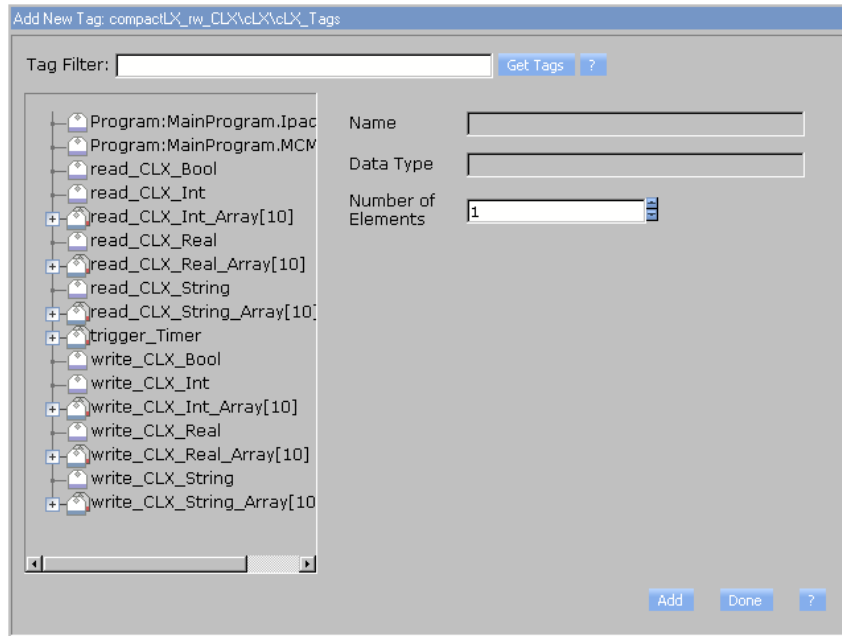 Add New Tag: compactLX_rw_CLX\cLX\cLX_Tags
Tag Filter:
Get Tags
?
Program:MainProgram.Ipac
Program:MainProgram.MCM
read_CLX_Bool
read_CLX_Int
read_CLX_Int_Array[10]
read_CLX_Real
read_CLX_Real_Array[10]
read_CLX_String
read_CLX_String_Array[10]
trigger_Timer
write_CLX_Bool
write_CLX_Int
write_CLX_Int_Array[10]
write_CLX_Real
write_CLX_Real_Array[10]
write_CLX_String
write_CLX_String_Array[10
Name
Data Type
Number of
Elements
1
Add
Done
?